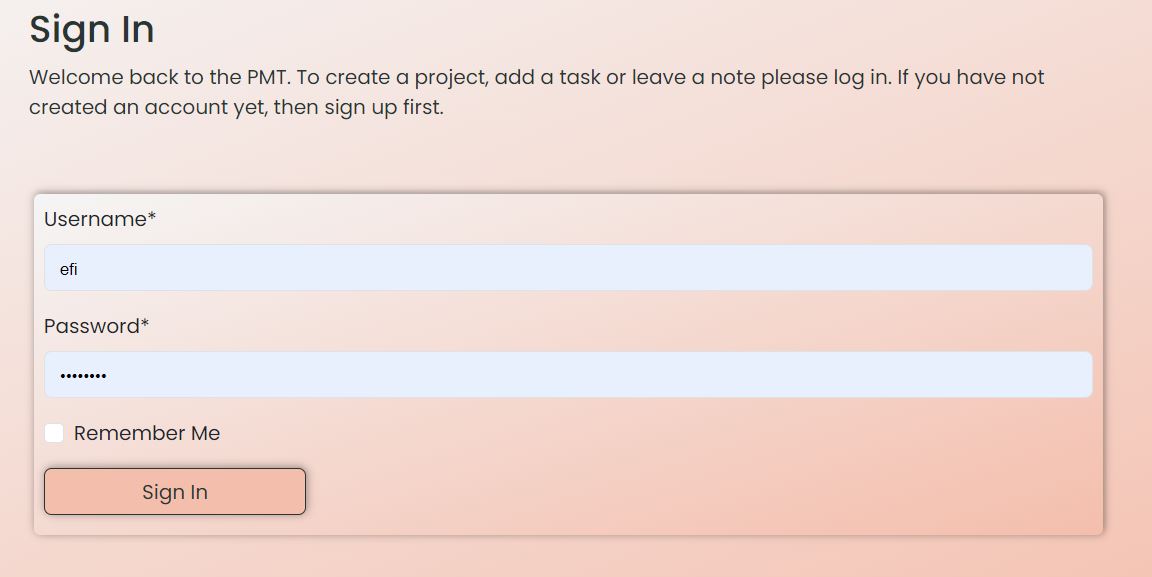 Sign In
Welcome back to the PMT. To create a project, add a task or leave a note please log in. If you have not
created an account yet, then sign up first.
Username*
efi
Password*
••••••••
Remember Me
Sign In